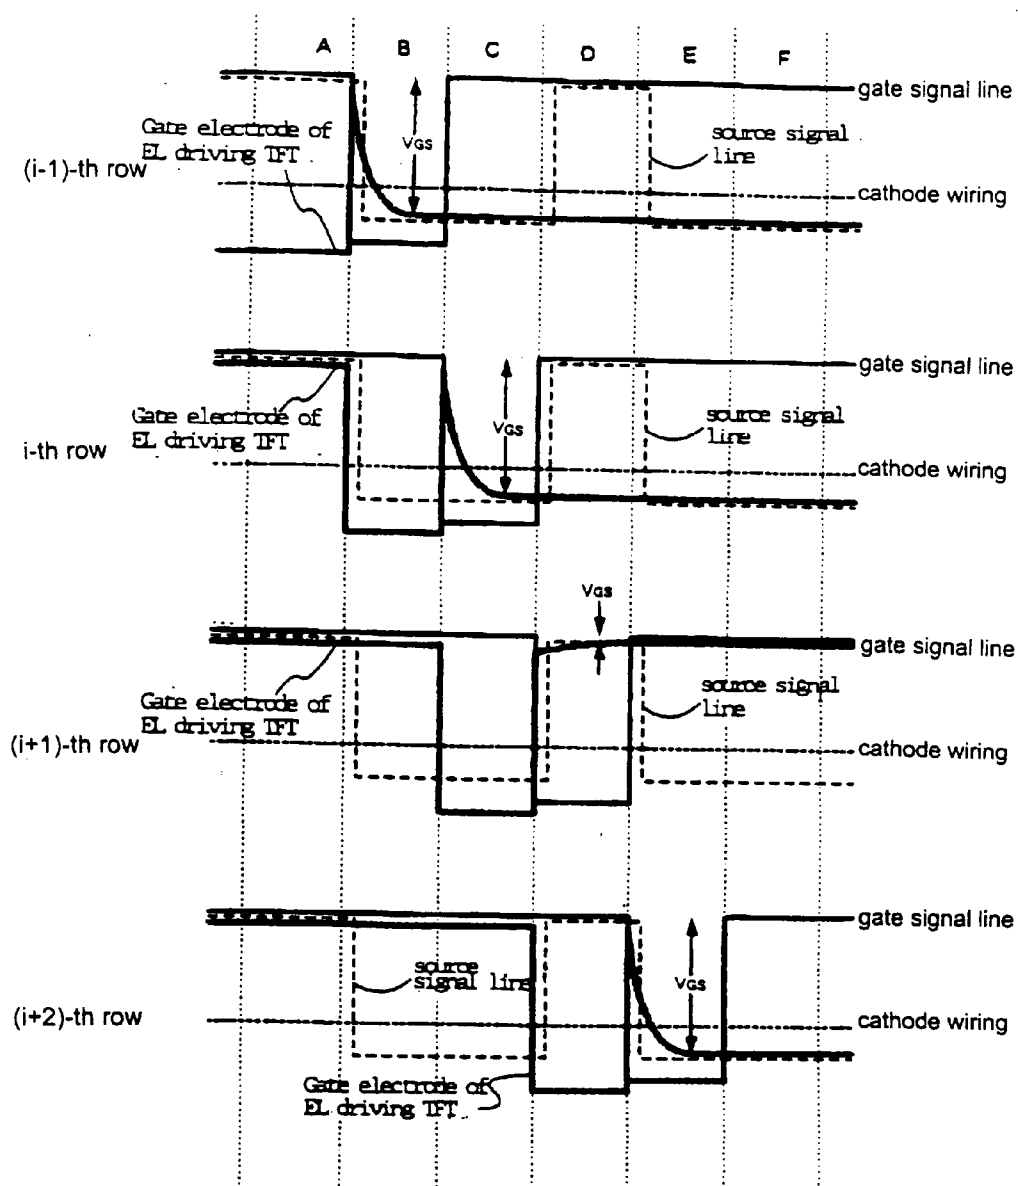 A B C D E F
gate signal line
Gate electrode of
EL driving TFT
VGS
source signal
line
(i-1)-th row
cathode wiring
gate signal line
Gate electrode of
EL driving TFT
VGS
source signal
line
i-th row
cathode wiring
VGS
gate signal line
Gate electrode of
EL driving TFT
source signal
line
(i+1)-th row
cathode wiring
gate signal line
source
signal line
VGS
(i+2)-th row
cathode wiring
Gate electrode of
EL driving TFT